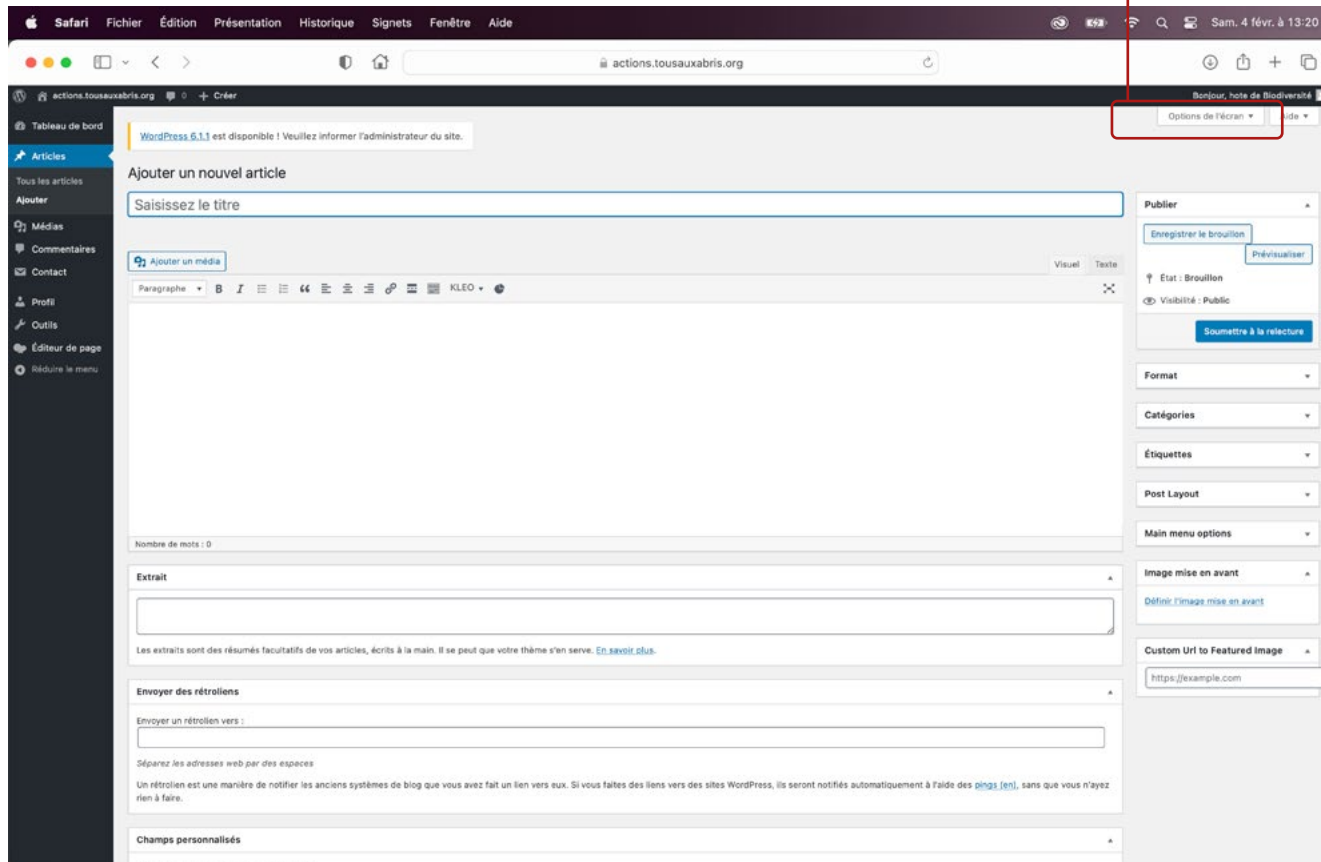 Safari Fichier Édition Présentation Historique Signets Fenêtre Aide Sam. 4 févr. à 13:20
actions.tousauxabris.org
actions.tousauxabris.org 0 + Créer Bonjour, hote de Biodiversité
Options de l'écran Aide
Tableau de bord
WordPress 6.1.1 est disponible ! Veuillez informer l'administrateur du site.
Articles
Tous les articles
Ajouter
Médias
Commentaires
Contact
Profil
Outils
Éditeur de page
Réduire le menu
Ajouter un nouvel article
Saisissez le titre
Ajouter un média
Visuel Texte
Paragraphe B I KLEO
Nombre de mots : 0
Extrait
Les extraits sont des résumés facultatifs de vos articles, écrits à la main. Il se peut que votre thème s'en serve. En savoir plus.
Envoyer des rétroliens
Envoyer un rétrolien vers :
Séparez les adresses web par des espaces
Un rétrolien est une manière de notifier les anciens systèmes de blog que vous avez fait un lien vers eux. Si vous faites des liens vers des sites WordPress, ils seront notifiés automatiquement à l'aide des pings (en), sans que vous n'ayez
rien à faire.
Champs personnalisés
Publier
Enregistrer le brouillon
Prévisualiser
État : Brouillon
Visibilité : Public
Soumettre à la relecture
Format
Catégories
Étiquettes
Post Layout
Main menu options
Image mise en avant
Définir l'image mise en avant
Custom Url to Featured Image
https://example.com